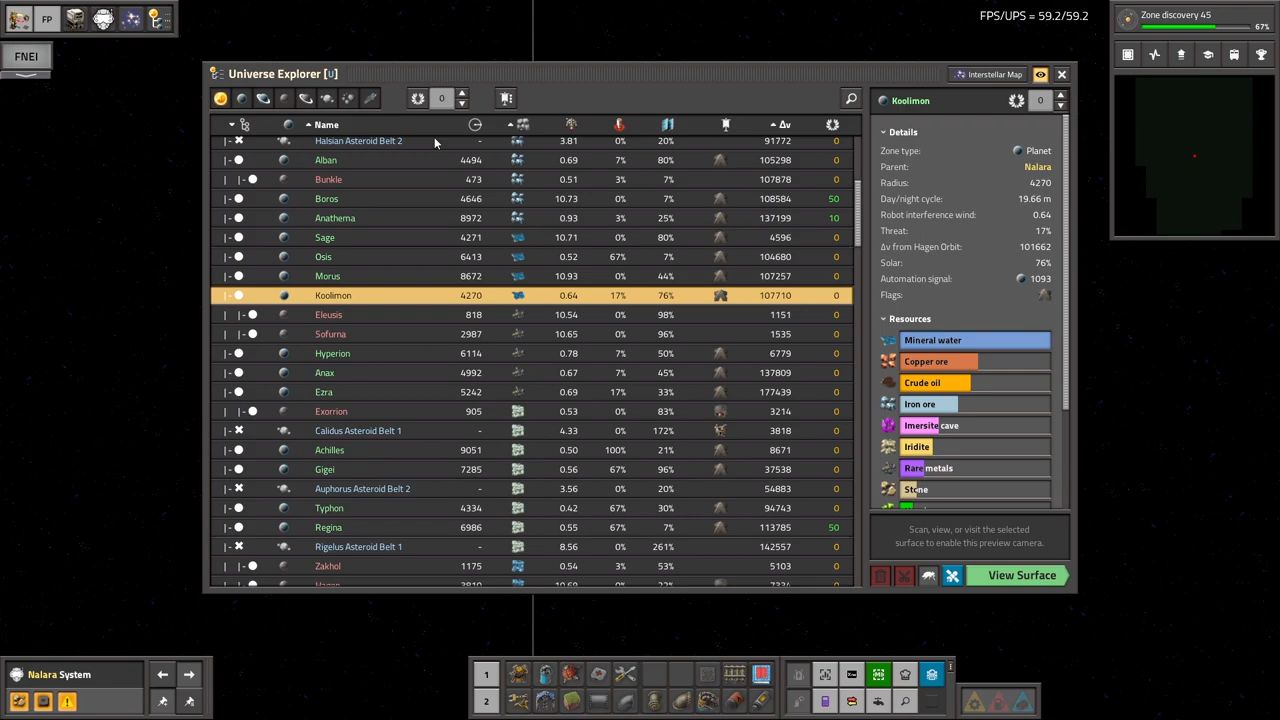 FP
FPS/UPS = 59.2/59.2
Zone discovery 45
67%
FNEI
Universe Explorer [U]
Interstellar Map
0
Koolimon 0
Name Δv
Halsian Asteroid Belt 2 - 3.81 0% 20% 91772 0
Alban 4494 0.69 7% 80% 105298 0
Bunkle 473 0.51 3% 7% 107878 0
Boros 4646 10.73 0% 7% 108584 50
Anathema 8972 0.93 3% 25% 137199 10
Sage 4271 10.71 0% 80% 4596 0
Osis 6413 0.52 67% 7% 104680 0
Morus 8672 10.93 0% 44% 107257 0
Koolimon 4270 0.64 17% 76% 107710 0
Eleusis 818 10.54 0% 98% 1151 0
Sofurna 2987 10.65 0% 96% 1535 0
Hyperion 6114 0.78 7% 50% 6779 0
Anax 4992 0.67 7% 45% 137809 0
Ezra 5242 0.69 17% 33% 177439 0
Exorrion 905 0.53 0% 83% 3214 0
Calidus Asteroid Belt 1 - 4.33 0% 172% 3818 0
Achilles 9051 0.50 100% 21% 8671 0
Gigei 7285 0.56 67% 96% 37538 0
Auphorus Asteroid Belt 2 - 3.56 0% 20% 54883 0
Typhon 4334 0.42 67% 30% 94743 0
Regina 6986 0.55 67% 7% 113785 50
Rigelus Asteroid Belt 1 - 8.56 0% 261% 142557 0
Zakhol 1175 0.54 3% 53% 5103 0
Hagen 3810 10.69 0% 22% 7334
Details
Zone type: Planet
Parent: Nalara
Radius: 4270
Day/night cycle: 19.66 m
Robot interference wind: 0.64
Threat: 17%
Δv from Hagen Orbit: 101662
Solar: 76%
Automation signal: 1093
Flags:
Resources
Mineral water
Copper ore
Crude oil
Iron ore
Imersite cave
Iridite
Rare metals
Stone
Scan, view, or visit the selected
surface to enable this preview camera.
View Surface
Nalara System
1
2